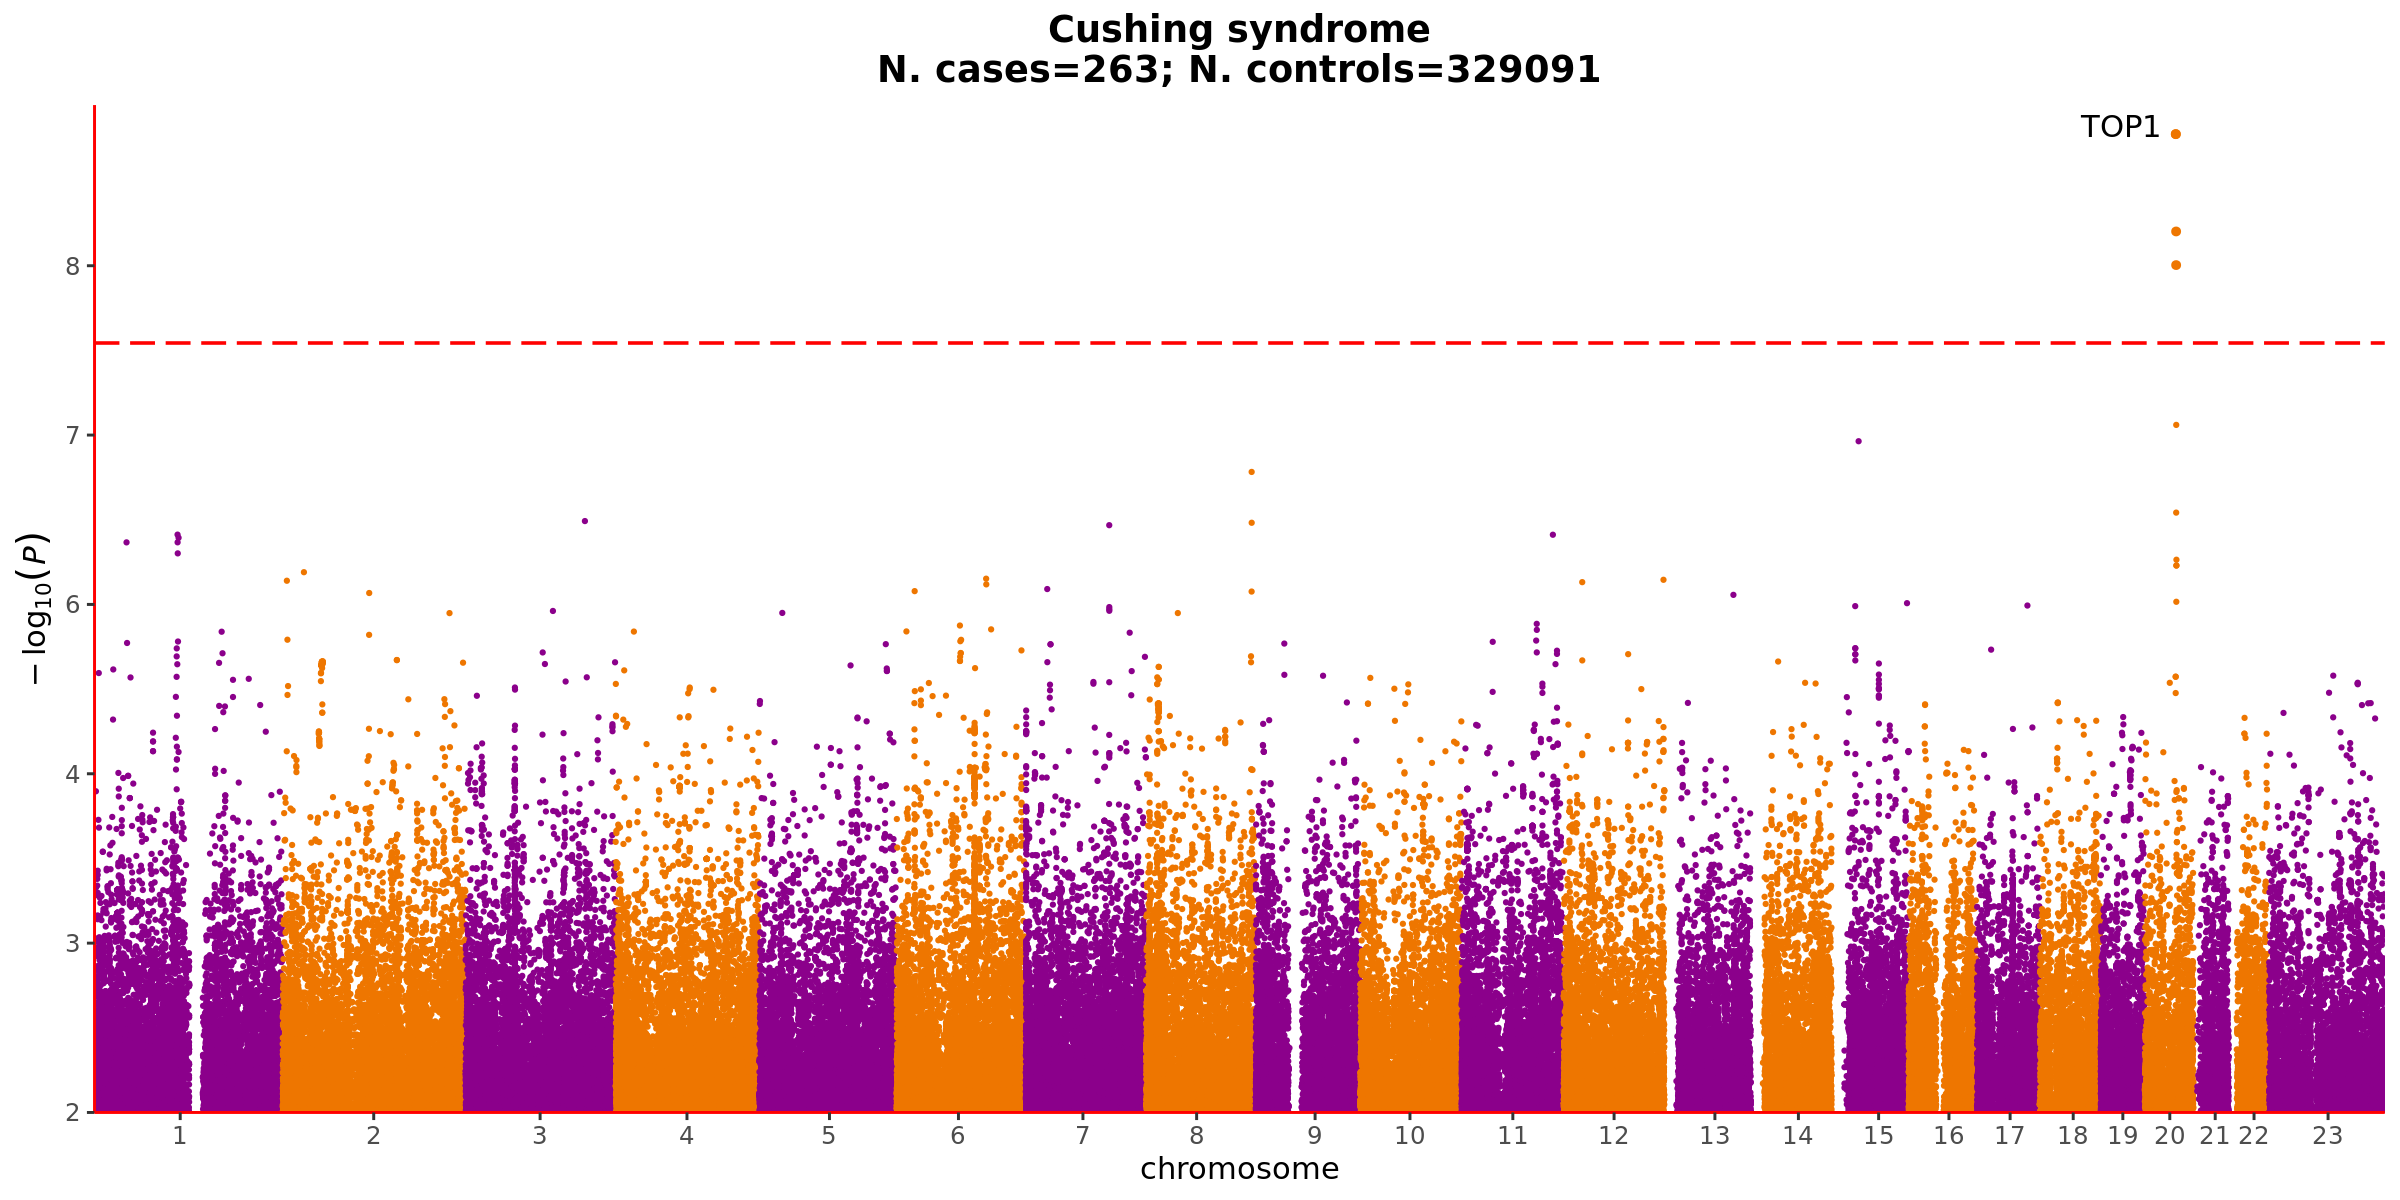 Cushing syndrome
N. cases=263; N. controls=329091
TOP1
8
7
6
5
4
3
2
−log10(P)
1 2 3 4 5 6 7 8 9 10 11 12 13 14 15 16 17 18 19 20 21 22 23
chromosome